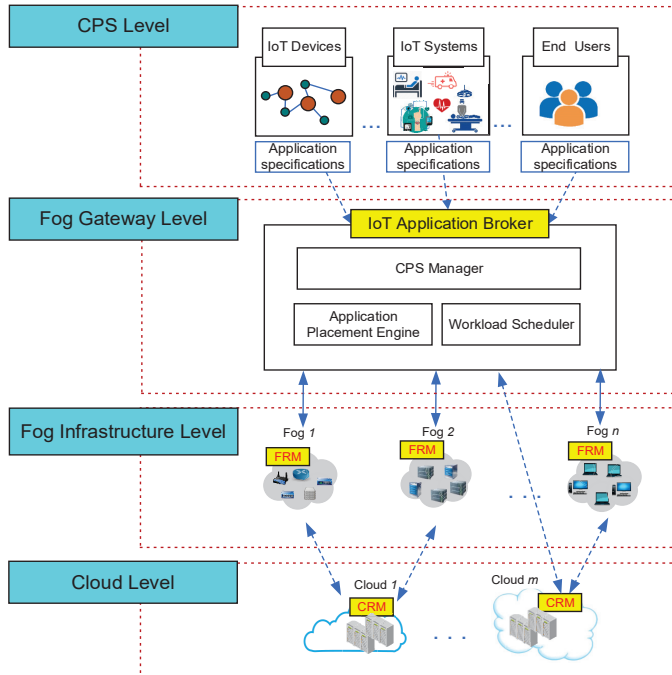 CPS Level
IoT Devices
IoT Systems
End Users
...
...
Application
specifications
Application
specifications
Application
specifications
Fog Gateway Level
IoT Application Broker
CPS Manager
Application
Placement Engine
Workload Scheduler
Fog Infrastructure Level
Fog 1
Fog 2
Fog n
FRM
FRM
FRM
. . .
Cloud Level
Cloud 1
Cloud m
CRM
CRM
. . .